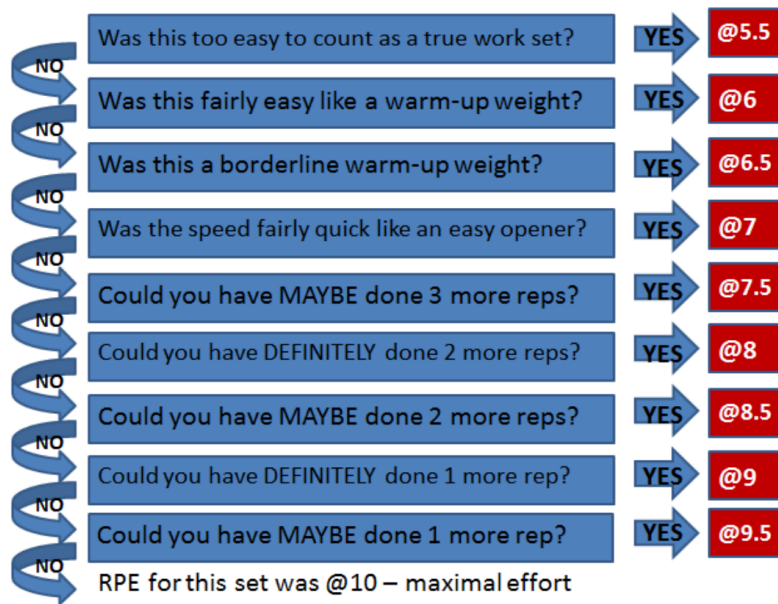 Was this too easy to count as a true work set? YES @5.5
NO
Was this fairly easy like a warm-up weight? YES @6
NO
Was this a borderline warm-up weight? YES @6.5
NO
Was the speed fairly quick like an easy opener? YES @7
NO
Could you have MAYBE done 3 more reps? YES @7.5
NO
Could you have DEFINITELY done 2 more reps? YES @8
NO
Could you have MAYBE done 2 more reps? YES @8.5
NO
Could you have DEFINITELY done 1 more rep? YES @9
NO
Could you have MAYBE done 1 more rep? YES @9.5
NO
RPE for this set was @10 – maximal effort